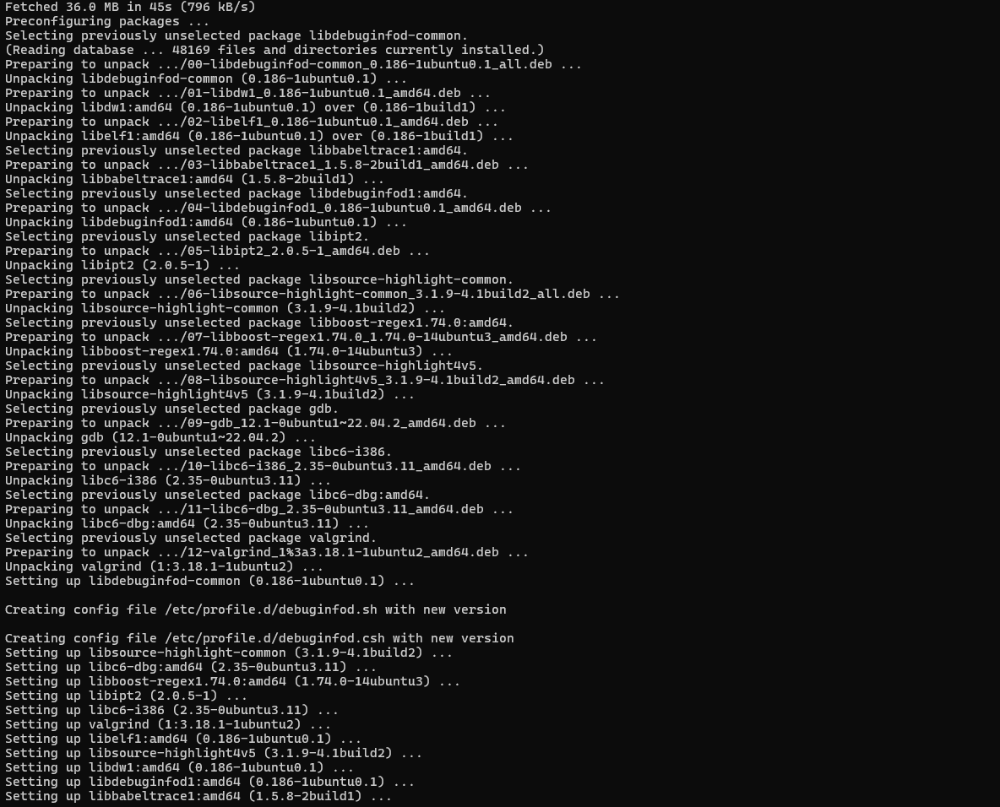 Fetched 36.0 MB in 45s (796 kB/s)
Preconfiguring packages ...
Selecting previously unselected package libdebuginfod-common.
(Reading database ... 48169 files and directories currently installed.)
Preparing to unpack .../00-libdebuginfod-common_0.186-1ubuntu0.1_all.deb ...
Unpacking libdebuginfod-common (0.186-1ubuntu0.1) ...
Preparing to unpack .../01-libdw1_0.186-1ubuntu0.1_amd64.deb ...
Unpacking libdw1:amd64 (0.186-1ubuntu0.1) over (0.186-1build1) ...
Preparing to unpack .../02-libelf1_0.186-1ubuntu0.1_amd64.deb ...
Unpacking libelf1:amd64 (0.186-1ubuntu0.1) over (0.186-1build1) ...
Selecting previously unselected package libbabeltrace1:amd64.
Preparing to unpack .../03-libbabeltrace1_1.5.8-2build1_amd64.deb ...
Unpacking libbabeltrace1:amd64 (1.5.8-2build1) ...
Selecting previously unselected package libdebuginfod1:amd64.
Preparing to unpack .../04-libdebuginfod1_0.186-1ubuntu0.1_amd64.deb ...
Unpacking libdebuginfod1:amd64 (0.186-1ubuntu0.1) ...
Selecting previously unselected package libipt2.
Preparing to unpack .../05-libipt2_2.0.5-1_amd64.deb ...
Unpacking libipt2 (2.0.5-1) ...
Selecting previously unselected package libsource-highlight-common.
Preparing to unpack .../06-libsource-highlight-common_3.1.9-4.1build2_all.deb ...
Unpacking libsource-highlight-common (3.1.9-4.1build2) ...
Selecting previously unselected package libboost-regex1.74.0:amd64.
Preparing to unpack .../07-libboost-regex1.74.0_1.74.0-14ubuntu3_amd64.deb ...
Unpacking libboost-regex1.74.0:amd64 (1.74.0-14ubuntu3) ...
Selecting previously unselected package libsource-highlight4v5.
Preparing to unpack .../08-libsource-highlight4v5_3.1.9-4.1build2_amd64.deb ...
Unpacking libsource-highlight4v5 (3.1.9-4.1build2) ...
Selecting previously unselected package gdb.
Preparing to unpack .../09-gdb_12.1-0ubuntu1~22.04.2_amd64.deb ...
Unpacking gdb (12.1-0ubuntu1~22.04.2) ...
Selecting previously unselected package libc6-i386.
Preparing to unpack .../10-libc6-i386_2.35-0ubuntu3.11_amd64.deb ...
Unpacking libc6-i386 (2.35-0ubuntu3.11) ...
Selecting previously unselected package libc6-dbg:amd64.
Preparing to unpack .../11-libc6-dbg_2.35-0ubuntu3.11_amd64.deb ...
Unpacking libc6-dbg:amd64 (2.35-0ubuntu3.11) ...
Selecting previously unselected package valgrind.
Preparing to unpack .../12-valgrind_1%3a3.18.1-1ubuntu2_amd64.deb ...
Unpacking valgrind (1:3.18.1-1ubuntu2) ...
Setting up libdebuginfod-common (0.186-1ubuntu0.1) ...

Creating config file /etc/profile.d/debuginfod.sh with new version

Creating config file /etc/profile.d/debuginfod.csh with new version
Setting up libsource-highlight-common (3.1.9-4.1build2) ...
Setting up libc6-dbg:amd64 (2.35-0ubuntu3.11) ...
Setting up libboost-regex1.74.0:amd64 (1.74.0-14ubuntu3) ...
Setting up libipt2 (2.0.5-1) ...
Setting up libc6-i386 (2.35-0ubuntu3.11) ...
Setting up valgrind (1:3.18.1-1ubuntu2) ...
Setting up libelf1:amd64 (0.186-1ubuntu0.1) ...
Setting up libsource-highlight4v5 (3.1.9-4.1build2) ...
Setting up libdw1:amd64 (0.186-1ubuntu0.1) ...
Setting up libdebuginfod1:amd64 (0.186-1ubuntu0.1) ...
Setting up libbabeltrace1:amd64 (1.5.8-2build1) ...